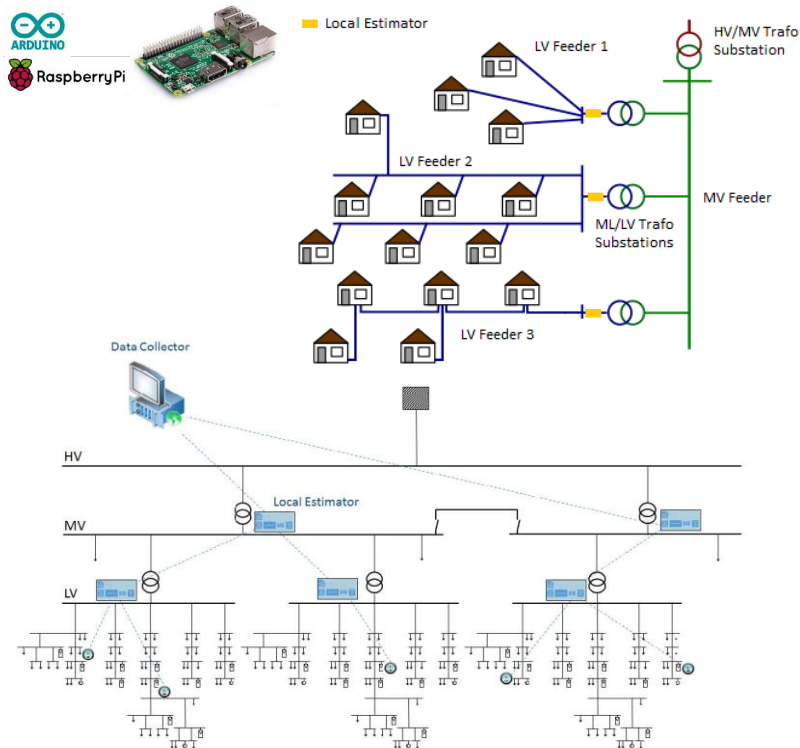 ARDUINO
RaspberryPi
Local Estimator
LV Feeder 1
HV/MV Trafo
Substation
LV Feeder 2
MV Feeder
ML/LV Trafo
Substations
LV Feeder 3
Data Collector
HV
Local Estimator
MV
LV